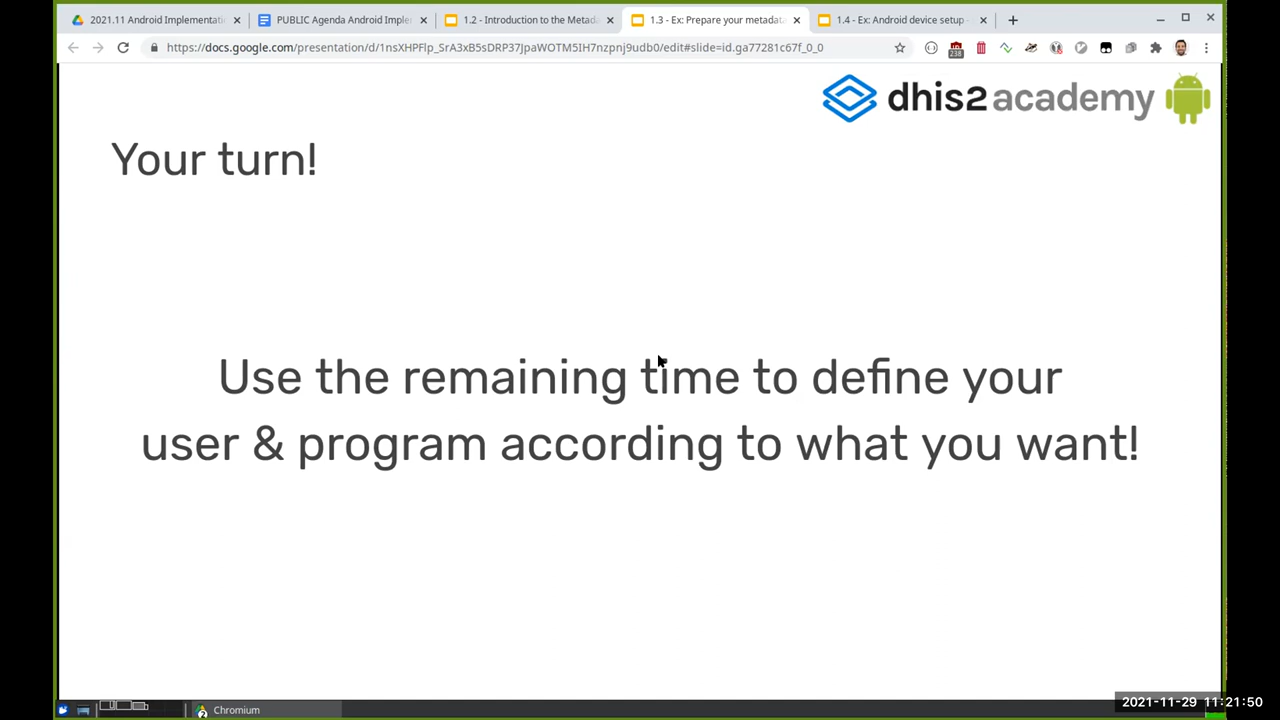 2021.11 Android Implementati
PUBLIC Agenda Android Imple
1.2 - Introduction to the Metad
1.3 - Ex: Prepare your metadat
1.4 - Ex: Android device setup -
https://docs.google.com/presentation/d/1nsXHPFlp_SrA3xB5sDRP37JpaWOTM5IH7nzpnj9udb0/edit#slide=id.ga77281c67f_0_0
238
dhis2 academy
Your turn!
Use the remaining time to define your
user & program according to what you want!
Chromium
2021-11-29 11:21:50